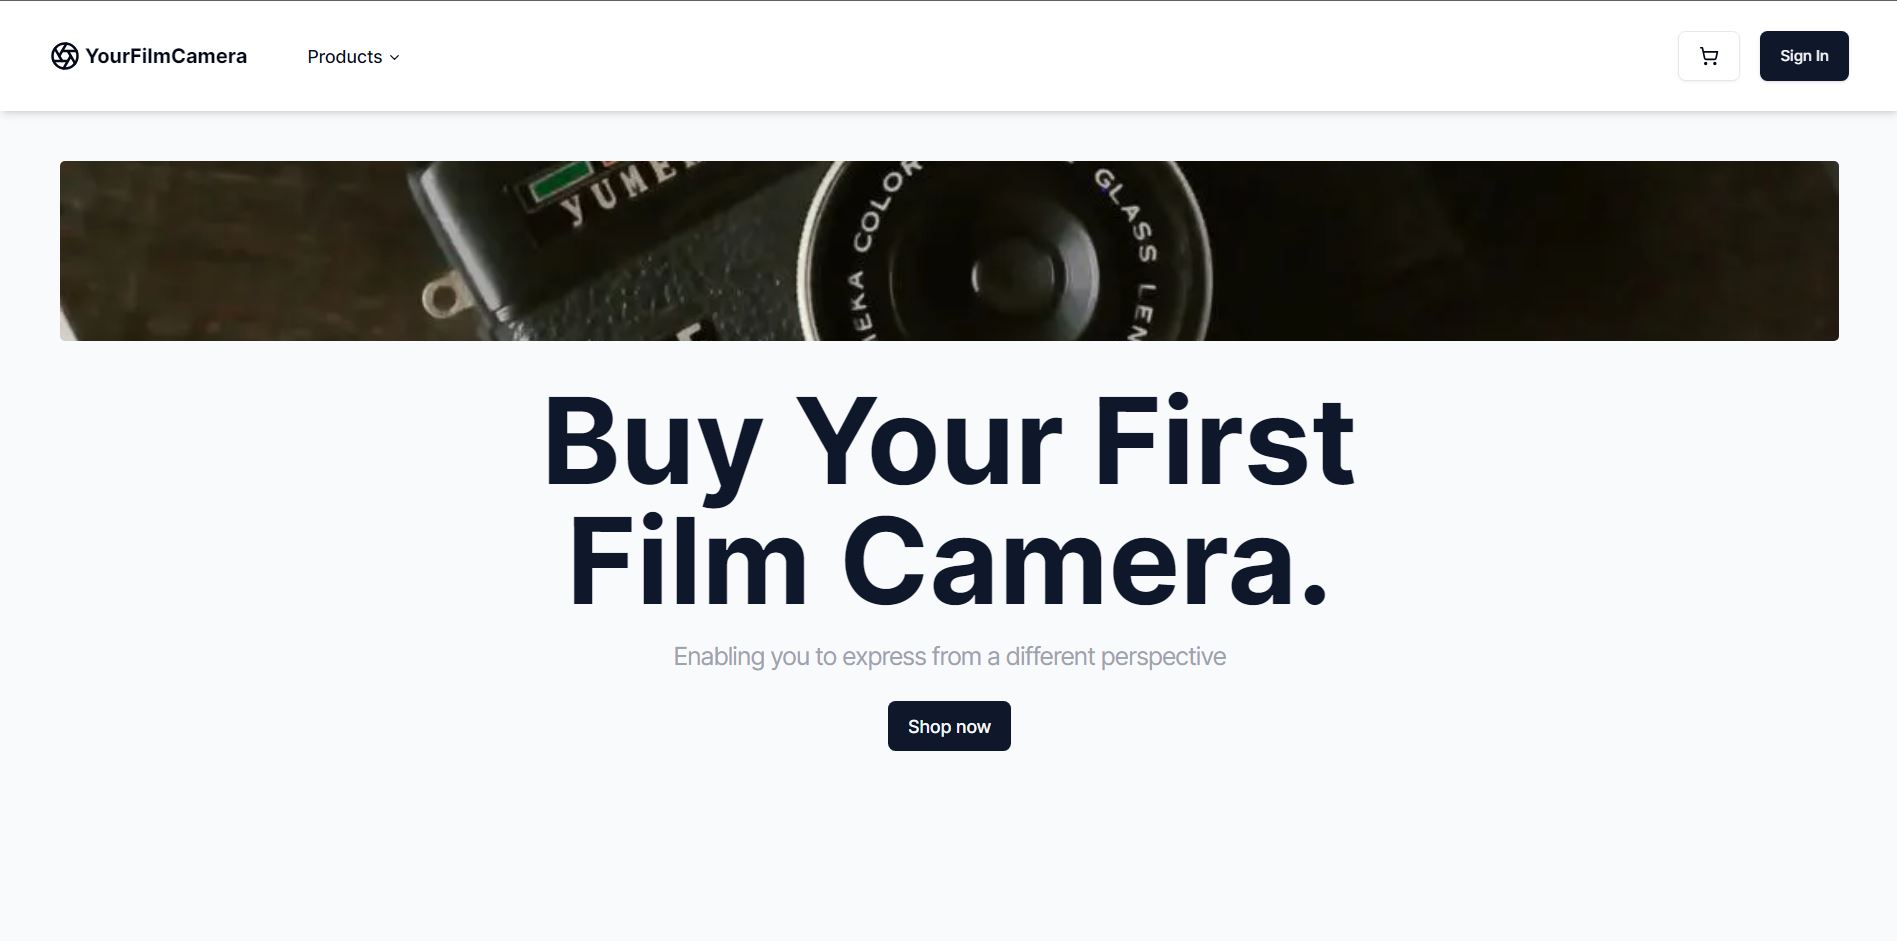 YourFilmCamera
Products
Sign In
YUME
EKA COLOR
GLASS LEN
Buy Your First
Film Camera.
Enabling you to express from a different perspective
Shop now